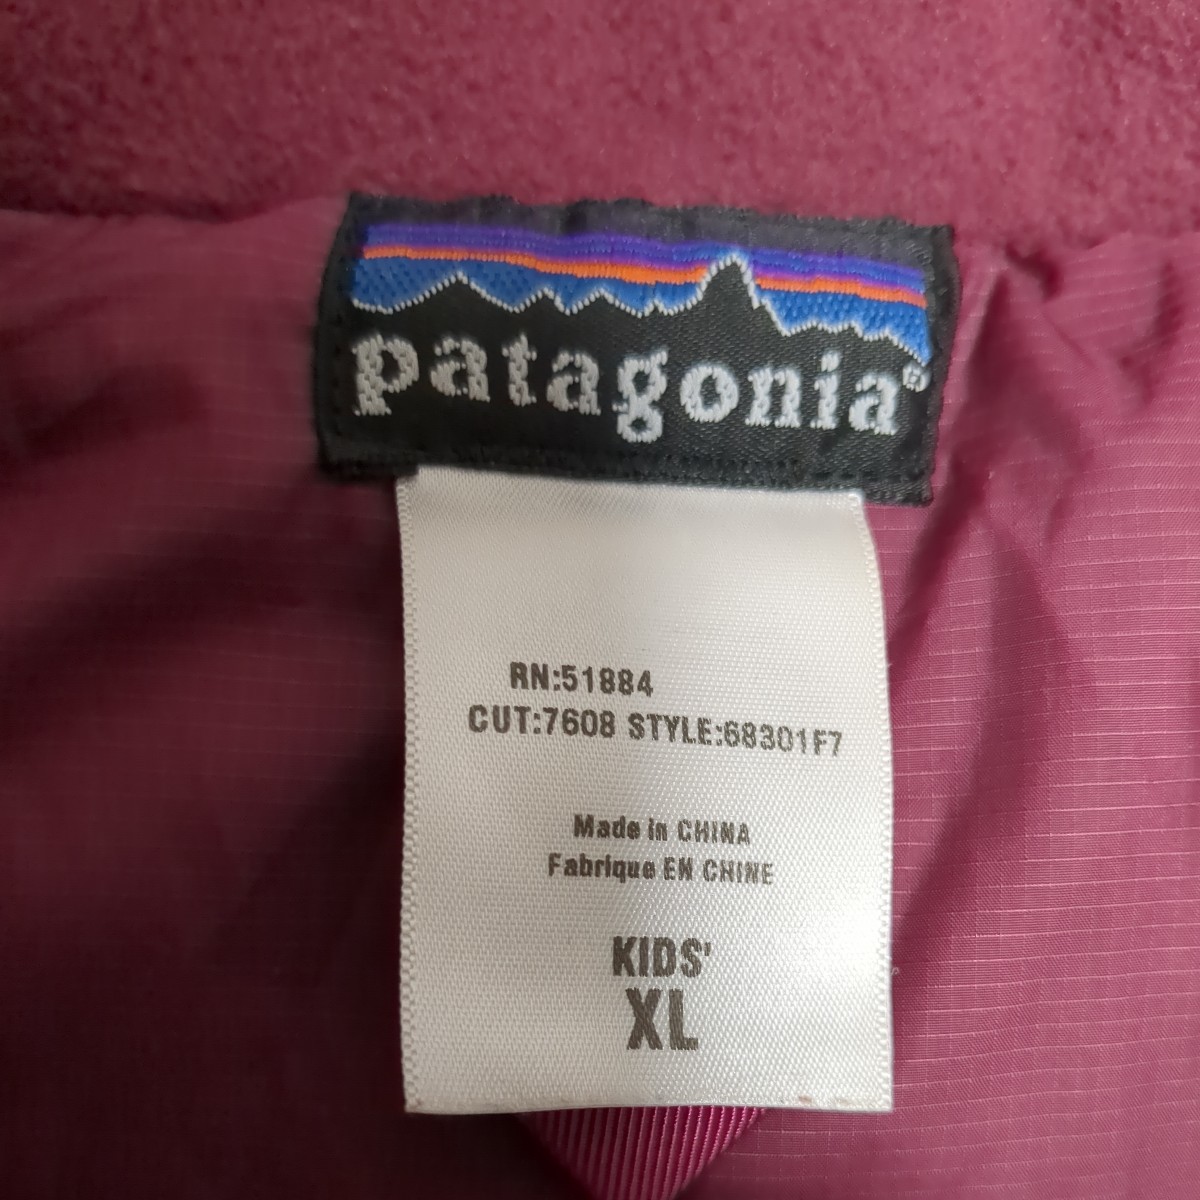 patagonia®
RN:51884
CUT:7608 STYLE:68301F7
Made in CHINA
Fabrique EN CHINE
KIDS'
XL